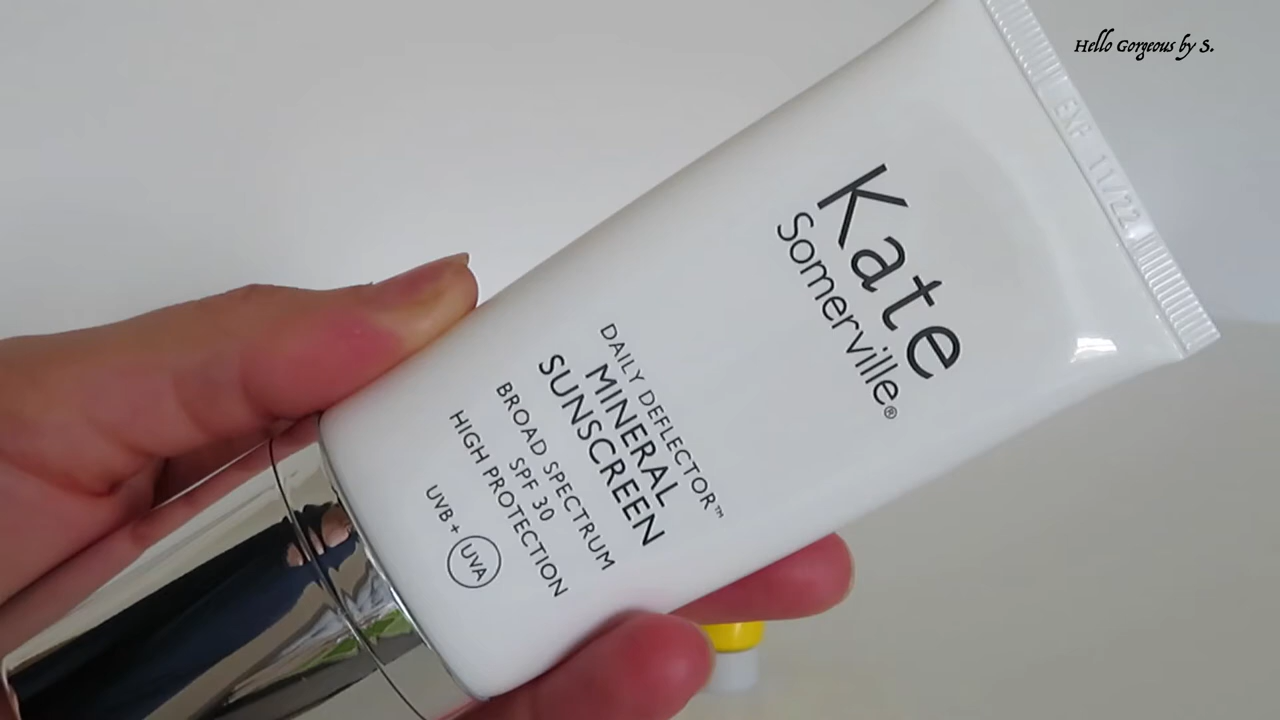 Hello Gorgeous by S.
EXP 11/22
Kate
Somerville®
DAILY DEFLECTOR™
MINERAL
SUNSCREEN
BROAD SPECTRUM
SPF 30
HIGH PROTECTION
UVB + UVA